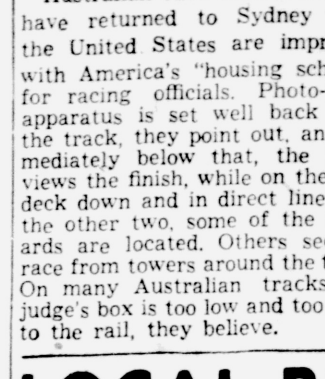 have returned to Sydney
the United States are impr
with America's "housing sch
for racing officials. Photo-
apparatus is set well back
the track, they point out, an
mediately below that, the
views the finish, while on the
deck down and in direct line
the other two, some of the
ards are located. Others se
race from towers around the t
On many Australian tracks
judge's box is too low and too
to the rail, they believe.